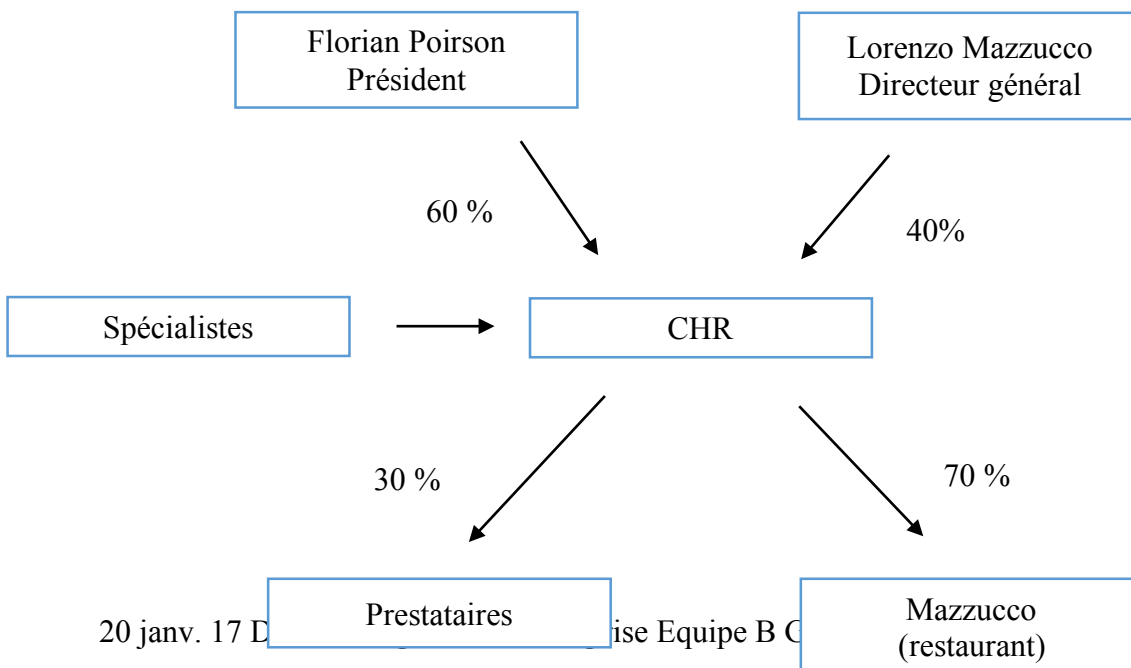 Florian Poirson
Président
Lorenzo Mazzucco
Directeur général
60 %
40%
Spécialistes
CHR
30 %
70 %
Prestataires
Mazzucco
(restaurant)
20 janv. 17 Equipe B